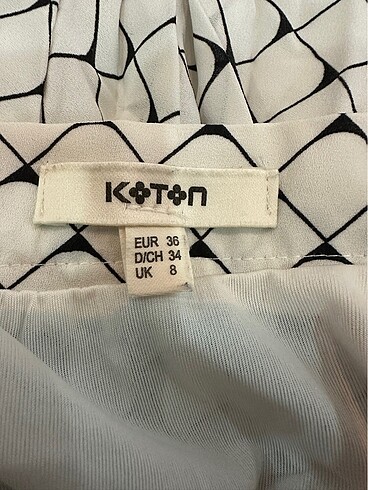 KOTON
EUR 36
D/CH 34
UK 8